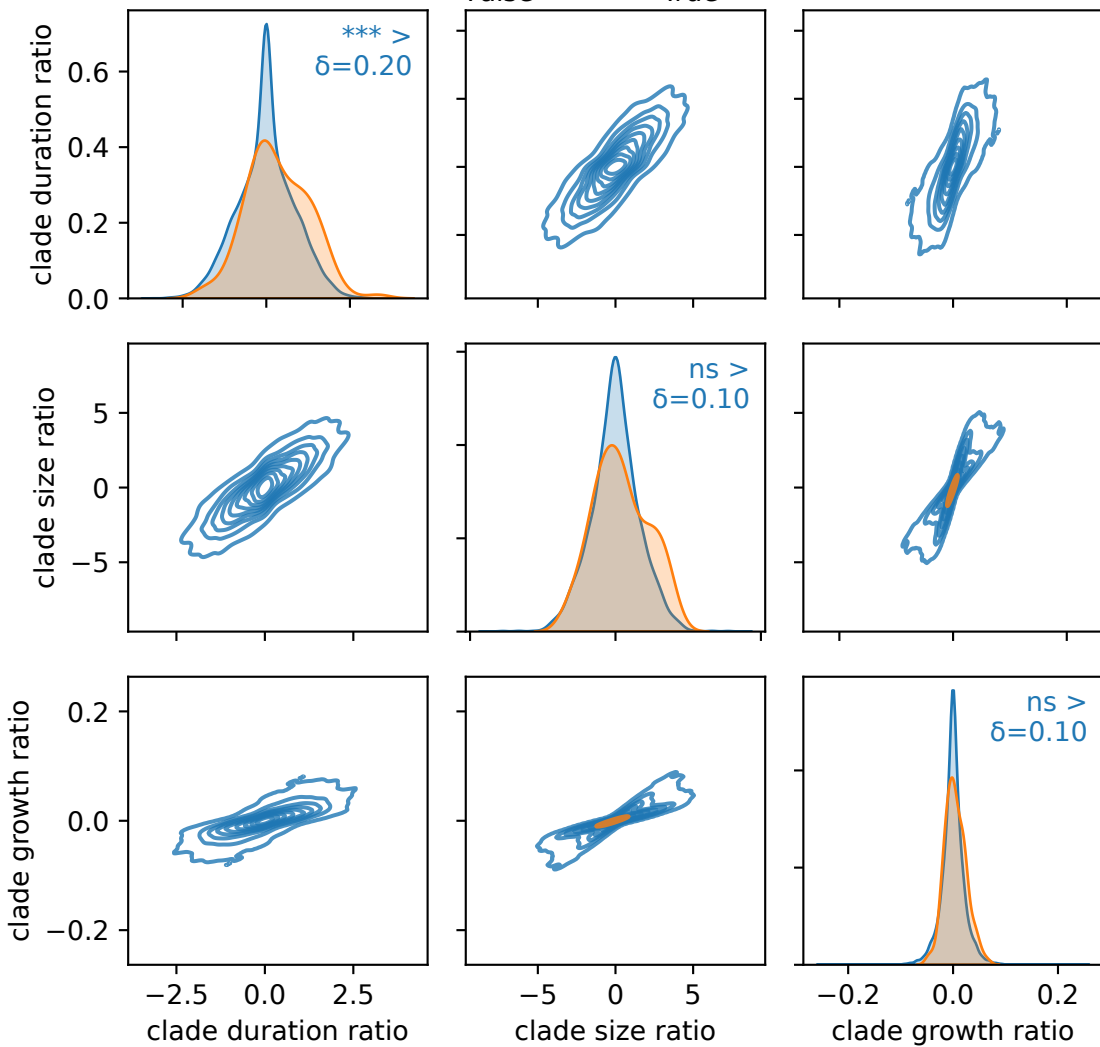 True
clade duration ratio
0.6
0.4
0.2
0.0
*** >
δ=0.20
clade size ratio
5
0
−5
ns >
δ=0.10
clade growth ratio
0.2
0.0
−0.2
ns >
δ=0.10
−2.5 0.0 2.5
−5 0 5
−0.2 0.0 0.2
clade duration ratio
clade size ratio
clade growth ratio